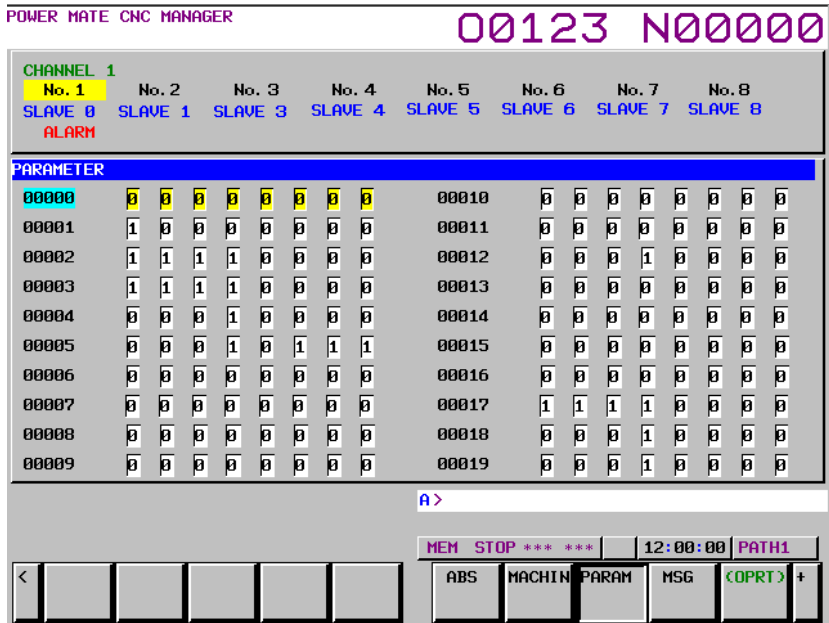 POWER MATE CNC MANAGER O0123 N00000
CHANNEL 1
No. 1 No. 2 No. 3 No. 4 No. 5 No. 6 No. 7 No. 8
SLAVE 0 SLAVE 1 SLAVE 3 SLAVE 4 SLAVE 5 SLAVE 6 SLAVE 7 SLAVE 8
ALARM
PARAMETER
00000 0 0 0 0 0 0 0 0 00010 0 0 0 0 0 0 0 0
00001 1 0 0 0 0 0 0 0 00011 0 0 0 0 0 0 0 0
00002 1 1 1 1 0 0 0 0 00012 0 0 0 1 0 0 0 0
00003 1 1 1 1 0 0 0 0 00013 0 0 0 0 0 0 0 0
00004 0 0 0 1 0 0 0 0 00014 0 0 0 0 0 0 0 0
00005 0 0 0 1 0 1 1 1 00015 0 0 0 0 0 0 0 0
00006 0 0 0 0 0 0 0 0 00016 0 0 0 0 0 0 0 0
00007 0 0 0 0 0 0 0 0 00017 1 1 1 1 0 0 0 0
00008 0 0 0 0 0 0 0 0 00018 0 0 0 1 0 0 0 0
00009 0 0 0 0 0 0 0 0 00019 0 0 0 1 0 0 0 0
A>
MEM STOP *** *** 12:00:00 PATH1
< ABS MACHIN PARAM MSG (OPRT) +